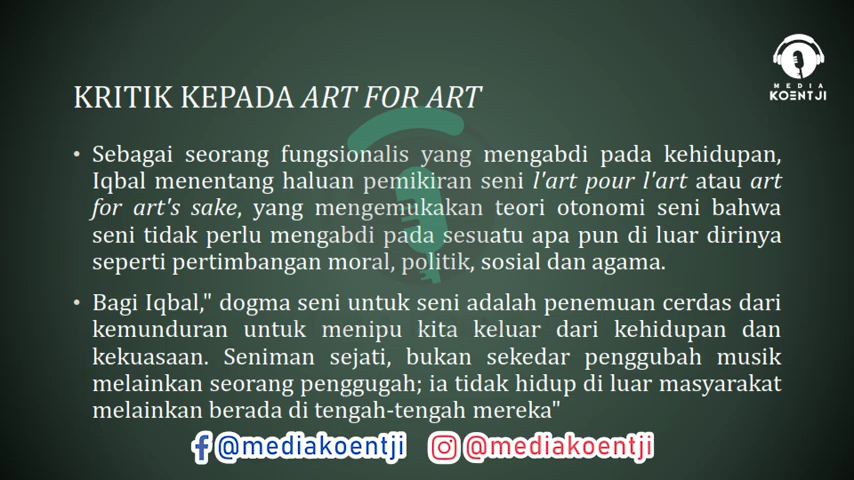 MEDIA
KOENTJI
KRITIK KEPADA ART FOR ART
• Sebagai seorang fungsionalis yang mengabdi pada kehidupan,
Iqbal menentang haluan pemikiran seni l'art pour l'art atau art
for art's sake, yang mengemukakan teori otonomi seni bahwa
seni tidak perlu mengabdi pada sesuatu apa pun di luar dirinya
seperti pertimbangan moral, politik, sosial dan agama.
• Bagi Iqbal," dogma seni untuk seni adalah penemuan cerdas dari
kemunduran untuk menipu kita keluar dari kehidupan dan
kekuasaan. Seniman sejati, bukan sekedar penggubah musik
melainkan seorang penggugah; ia tidak hidup di luar masyarakat
melainkan berada di tengah-tengah mereka"
@mediakoentji @mediakoentji